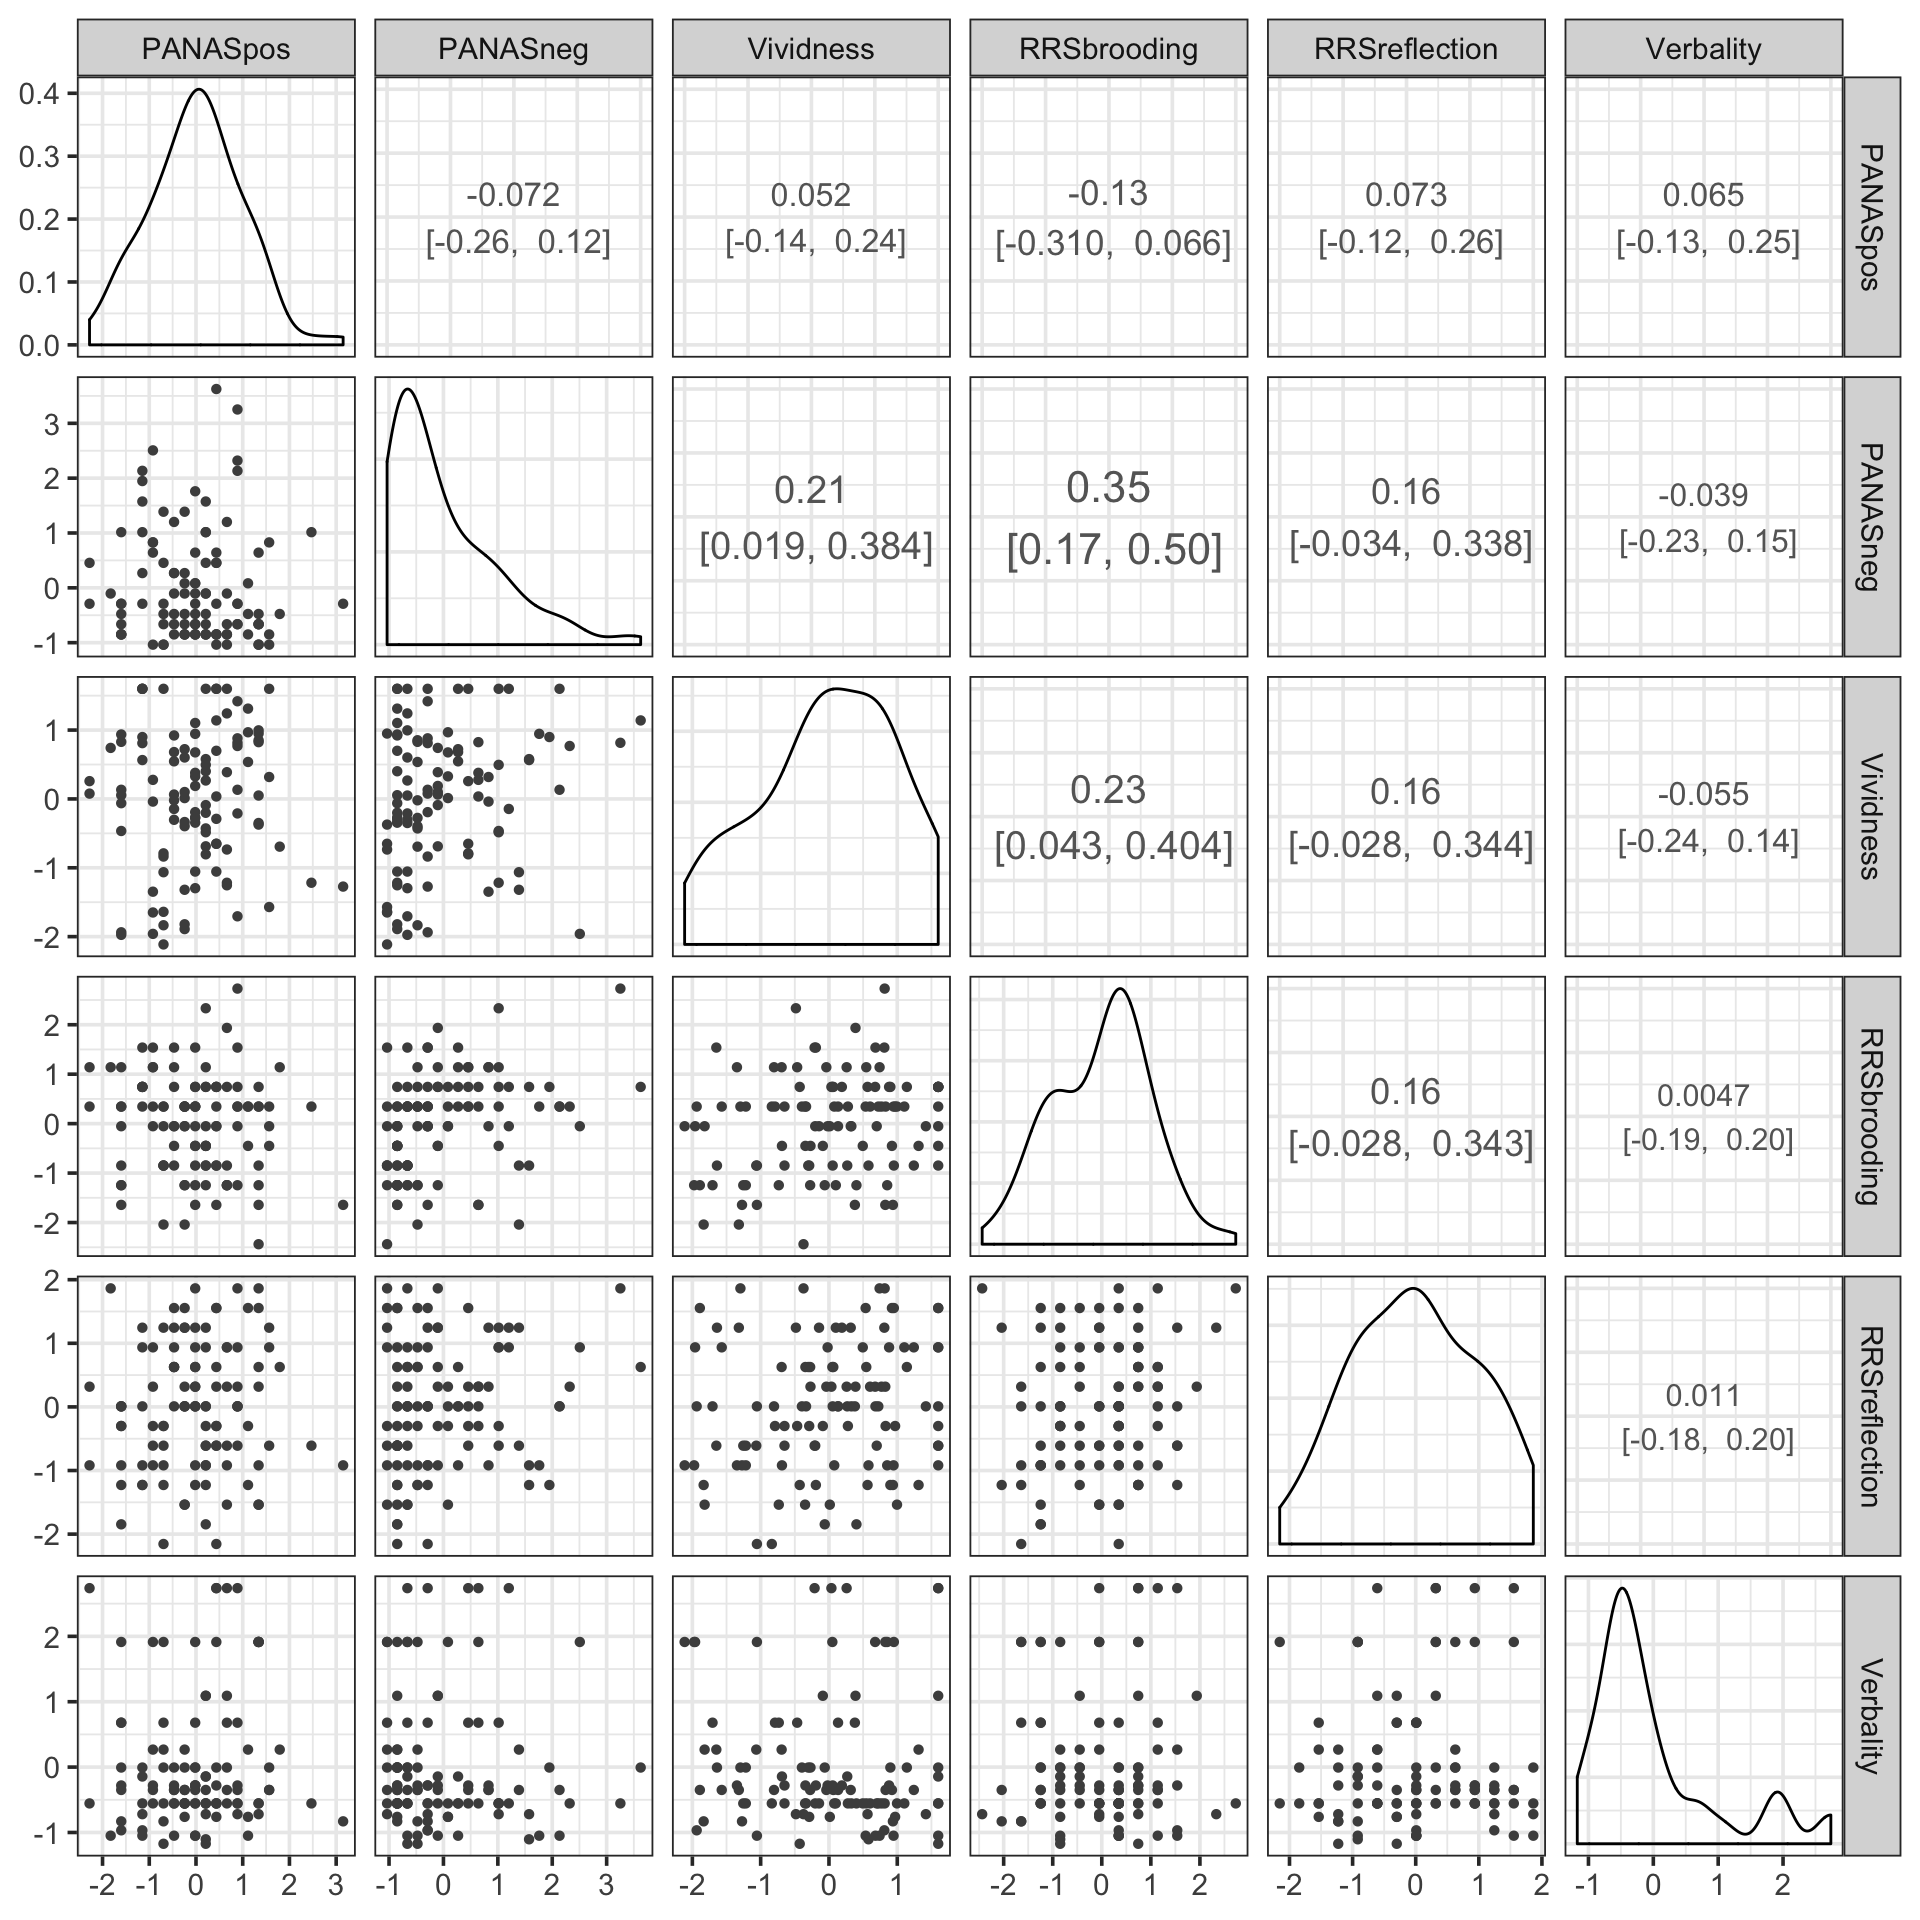 PANASpos PANASneg Vividness RRSbrooding RRSreflection Verbality
0.4
0.3
0.2
0.1
0.0
-0.072 0.052 -0.13 0.073 0.065
[-0.26, 0.12] [-0.14, 0.24] [-0.310, 0.066] [-0.12, 0.26] [-0.13, 0.25]
PANASpos
3
2
1
0
-1
0.21 0.35 0.16 -0.039
[0.019, 0.384] [0.17, 0.50] [-0.034, 0.338] [-0.23, 0.15]
PANASneg
1
0
-1
-2
0.23 0.16 -0.055
[0.043, 0.404] [-0.028, 0.344] [-0.24, 0.14]
Vividness
2
1
0
-1
-2
0.16 0.0047
[-0.028, 0.343] [-0.19, 0.20]
RRSbrooding
2
1
0
-1
-2
0.011
[-0.18, 0.20]
RRSreflection
2
1
0
-1
Verbality
-2 -1 0 1 2 3 -1 0 1 2 3 -2 -1 0 1 -2 -1 0 1 2 -2 -1 0 1 2 -1 0 1 2